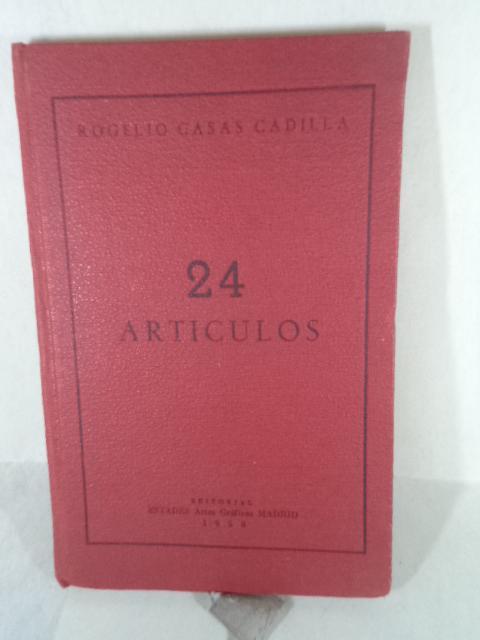 ROGELIO CASAS CADILLA
24
ARTICULOS
EDITORIAL
ESTADES Artes Gráficas MADRID